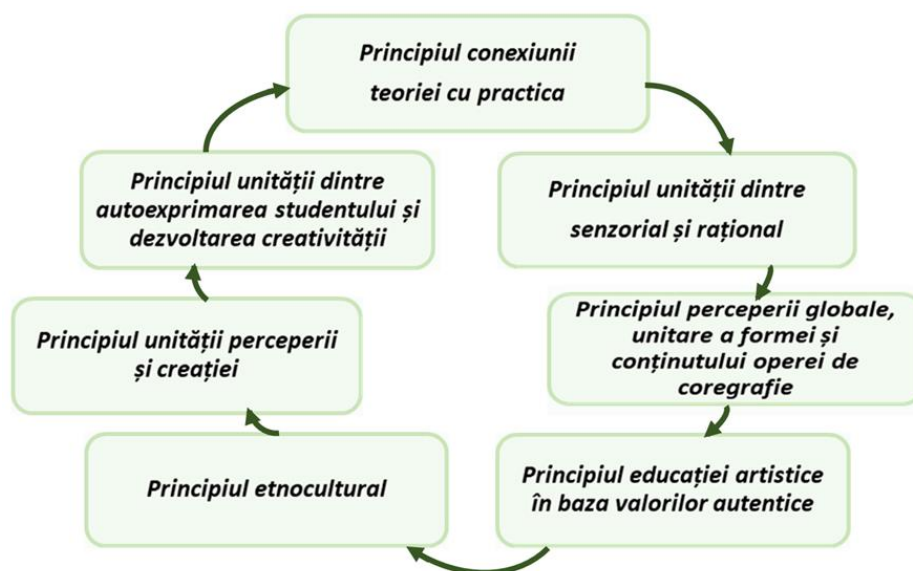 Principiul conexiunii
teoriei cu practica
Principiul unității dintre
senzorial și rațional
Principiul perceperii globale,
unitare a formei și
conținutului operei de
coregrafie
Principiul educației artistice
în baza valorilor autentice
Principiul etnocultural
Principiul unității perceperii
și creației
Principiul unității dintre
autoexprimarea studentului și
dezvoltarea creativității